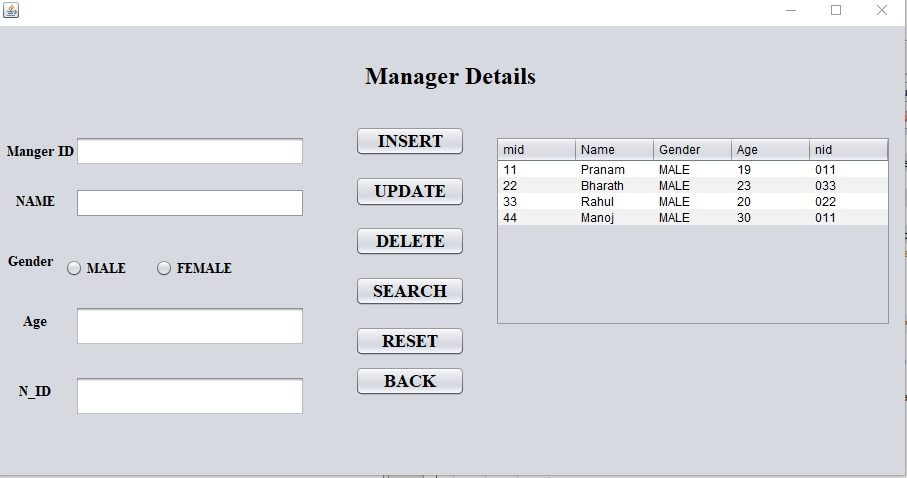 Manager Details
Manger ID
NAME
Gender
MALE
FEMALE
Age
N_ID
INSERT
UPDATE
DELETE
SEARCH
RESET
BACK
mid Name Gender Age nid
11 Pranam MALE 19 011
22 Bharath MALE 23 033
33 Rahul MALE 20 022
44 Manoj MALE 30 011